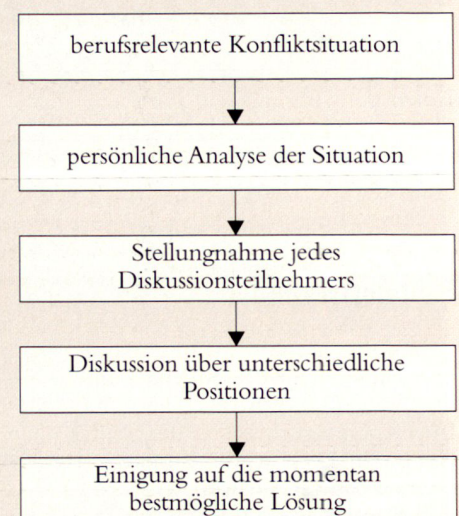 berufsrelevante Konfliktsituation
persönliche Analyse der Situation
Stellungnahme jedes
Diskussionsteilnehmers
Diskussion über unterschiedliche
Positionen
Einigung auf die momentan
bestmögliche Lösung